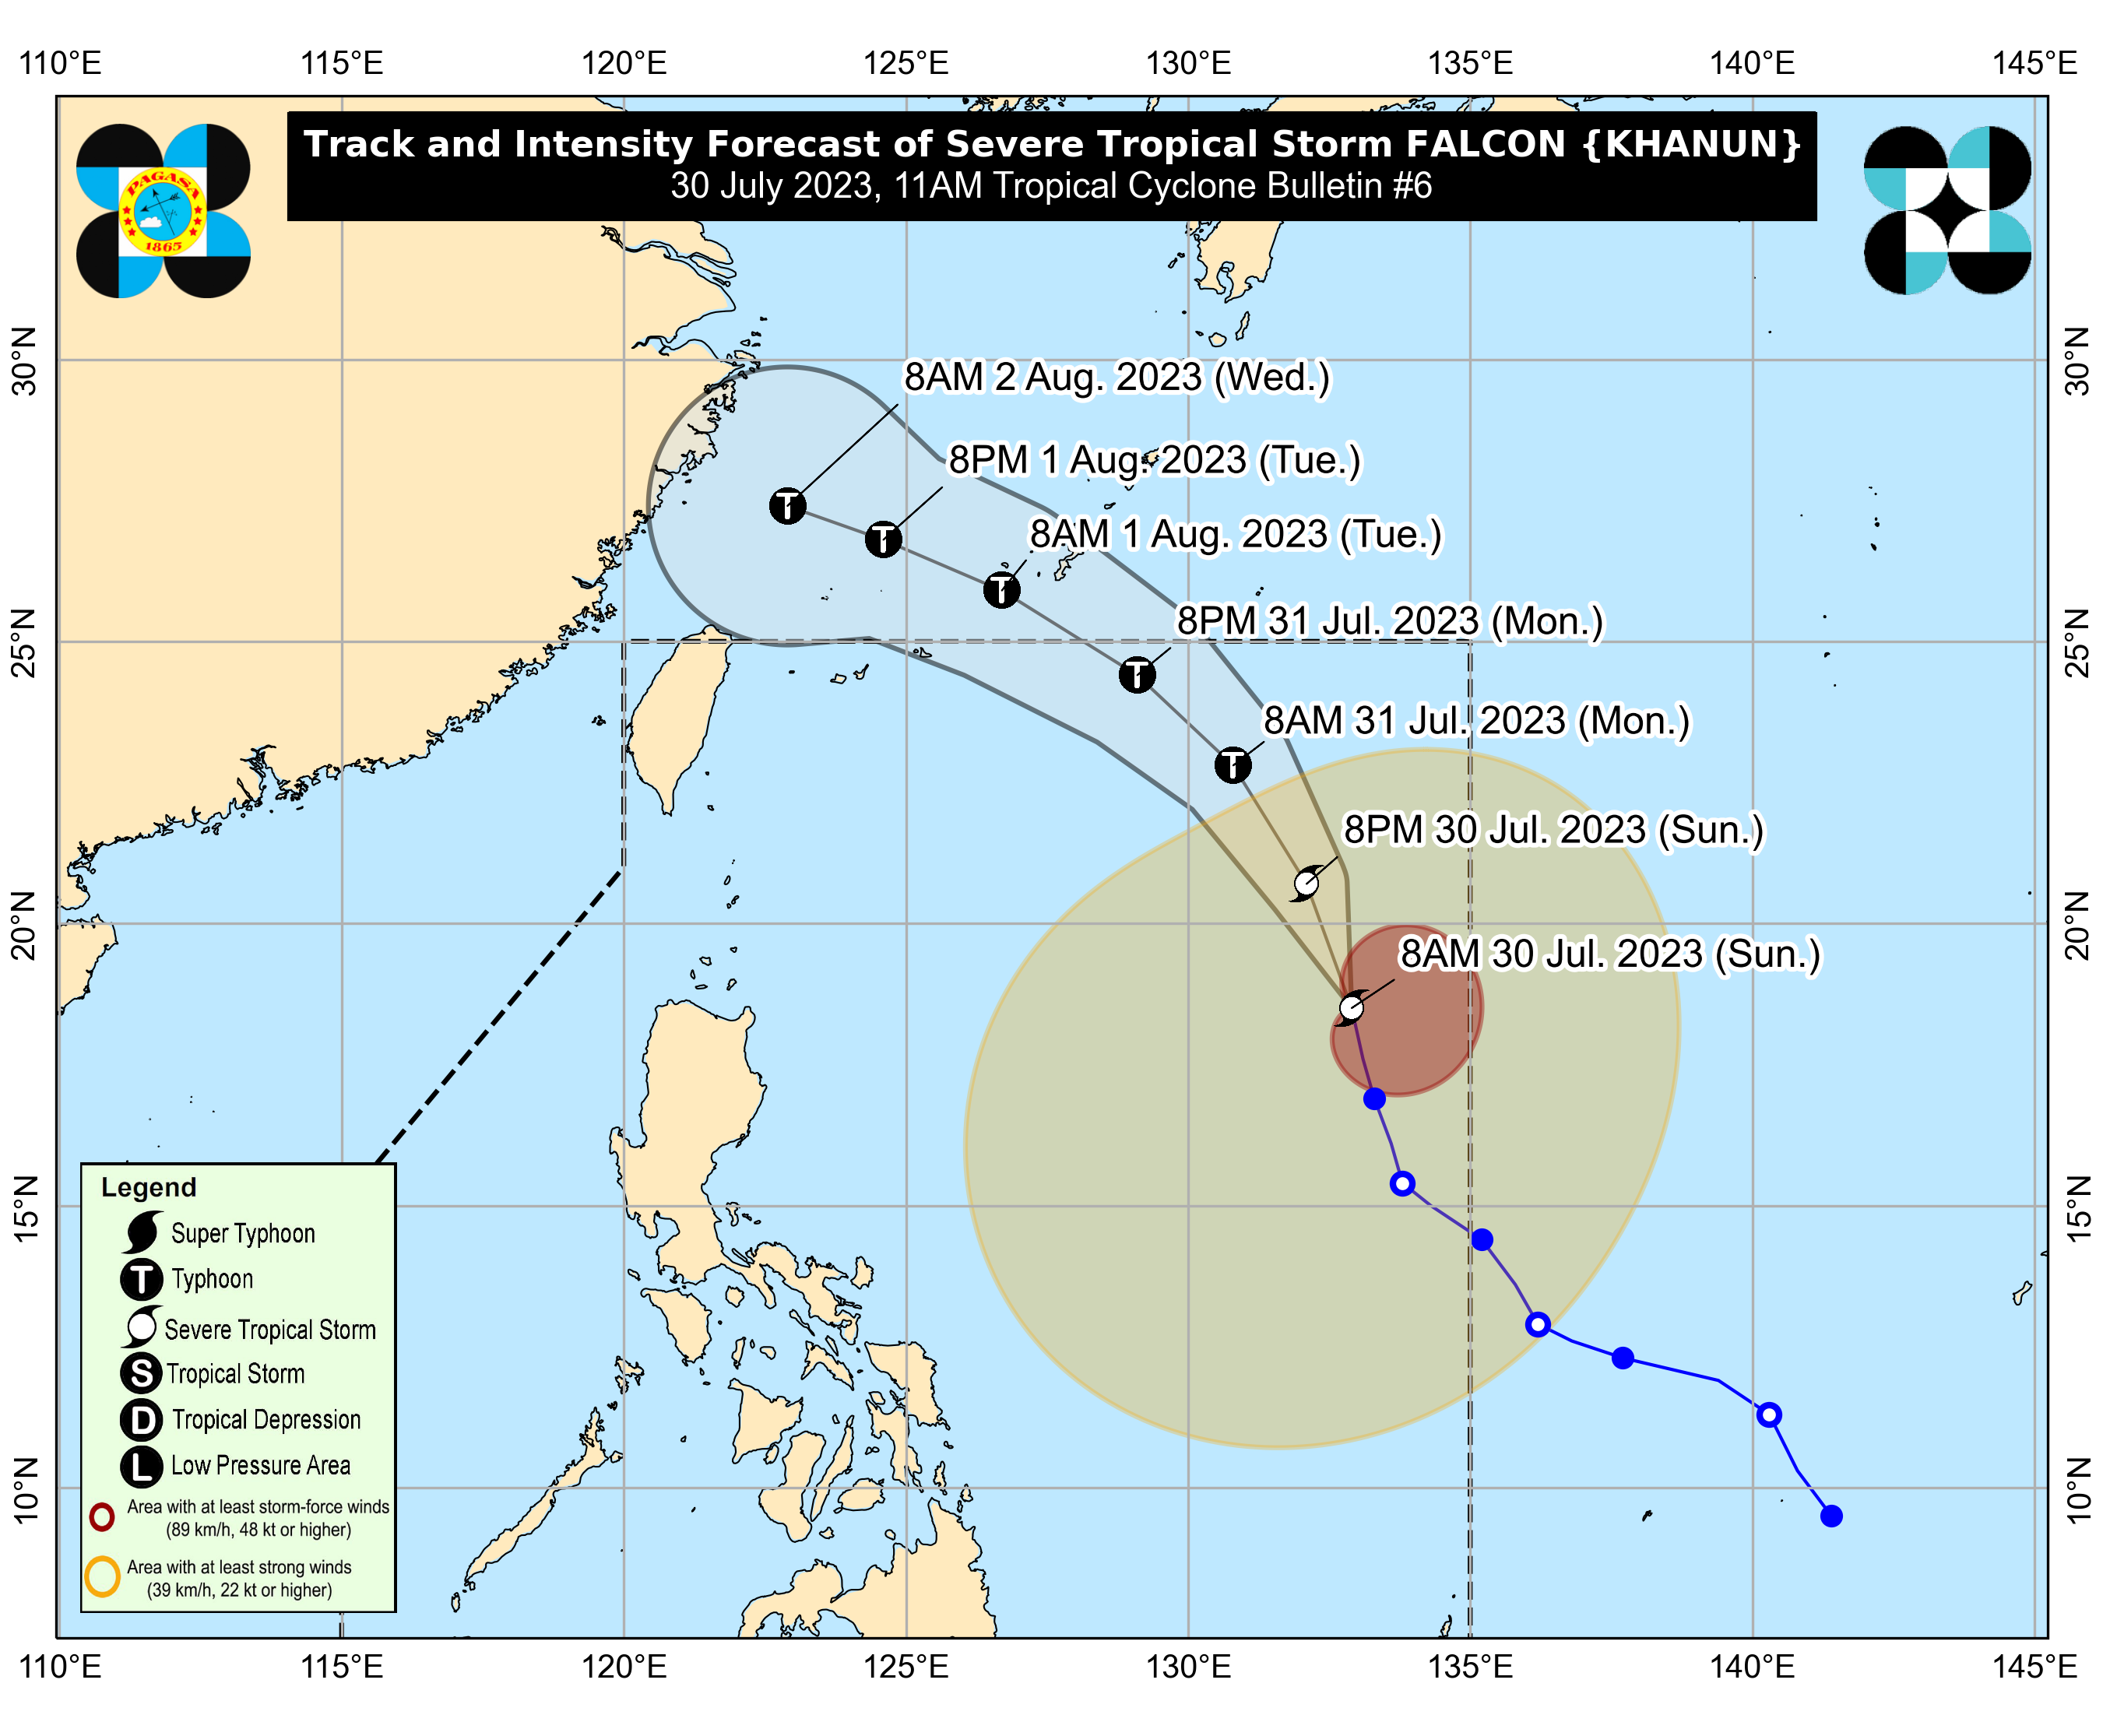 110°E 115°E 120°E 125°E 130°E 135°E 140°E 145°E
Track and Intensity Forecast of Severe Tropical Storm FALCON {KHANUN}
30 July 2023, 11AM Tropical Cyclone Bulletin #6
PAGASA
1865
30°N 30°N
8AM 2 Aug. 2023 (Wed.)
8PM 1 Aug. 2023 (Tue.)
8AM 1 Aug. 2023 (Tue.)
8PM 31 Jul. 2023 (Mon.)
25°N 25°N
8AM 31 Jul. 2023 (Mon.)
8PM 30 Jul. 2023 (Sun.)
20°N 20°N
8AM 30 Jul. 2023 (Sun.)
T
T
T
T
T
15°N 15°N
Legend
Super Typhoon
T Typhoon
Severe Tropical Storm
S Tropical Storm
D Tropical Depression
L Low Pressure Area
Area with at least storm-force winds
(89 km/h, 48 kt or higher)
Area with at least strong winds
(39 km/h, 22 kt or higher)
10°N 10°N
110°E 115°E 120°E 125°E 130°E 135°E 140°E 145°E